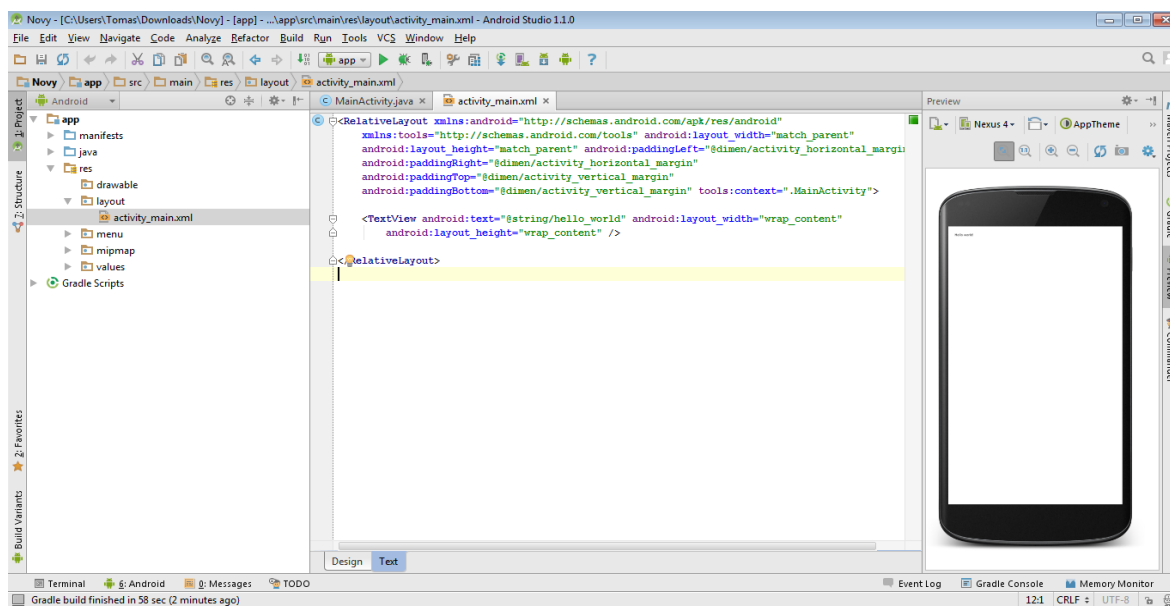 Novy - [C:\Users\Tomas\Downloads\Novy] - [app] - ...\app\src\main\res\layout\activity_main.xml - Android Studio 1.1.0
File Edit View Navigate Code Analyze Refactor Build Run Tools VCS Window Help
app
Novy app src main res layout activity_main.xml
Android MainActivity.java × activity_main.xml × Preview
1: Project
app
manifests
java
res
drawable
layout
activity_main.xml
menu
mipmap
values
Gradle Scripts
Z: Structure
2: Favorites
Build Variants
<RelativeLayout xmlns:android="http://schemas.android.com/apk/res/android"
xmlns:tools="http://schemas.android.com/tools" android:layout_width="match_parent"
android:layout_height="match_parent" android:paddingLeft="@dimen/activity_horizontal_margin
android:paddingRight="@dimen/activity_horizontal_margin"
android:paddingTop="@dimen/activity_vertical_margin"
android:paddingBottom="@dimen/activity_vertical_margin" tools:context=".MainActivity">
<TextView android:text="@string/hello_world" android:layout_width="wrap_content"
android:layout_height="wrap_content" />
</RelativeLayout>
Nexus 4 AppTheme
Hello world!
Gradle
Preview
Commander
Design Text
Terminal 6: Android 0: Messages TODO Event Log Gradle Console Memory Monitor
Gradle build finished in 58 sec (2 minutes ago) 12:1 CRLF UTF-8